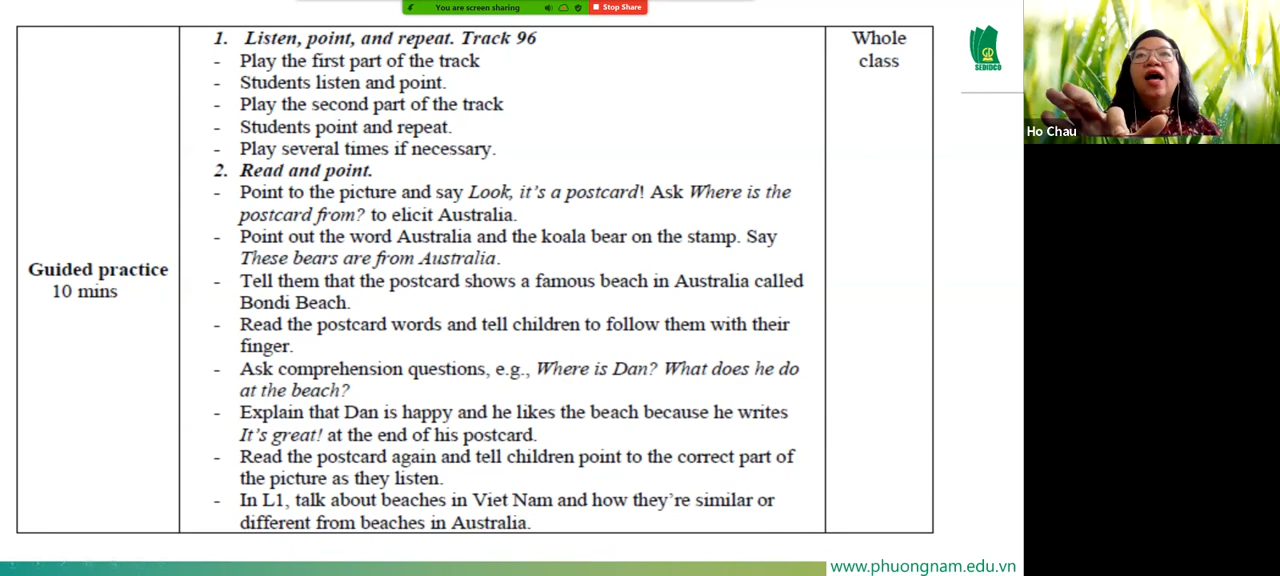 You are screen sharing
Stop Share
1. Listen, point, and repeat. Track 96
- Play the first part of the track
- Students listen and point.
- Play the second part of the track
- Students point and repeat.
- Play several times if necessary.
2. Read and point.
- Point to the picture and say Look, it's a postcard! Ask Where is the
postcard from? to elicit Australia.
- Point out the word Australia and the koala bear on the stamp. Say
These bears are from Australia.
- Tell them that the postcard shows a famous beach in Australia called
Bondi Beach.
- Read the postcard words and tell children to follow them with their
finger.
- Ask comprehension questions, e.g., Where is Dan? What does he do
at the beach?
- Explain that Dan is happy and he likes the beach because he writes
It's great! at the end of his postcard.
- Read the postcard again and tell children point to the correct part of
the picture as they listen.
- In L1, talk about beaches in Viet Nam and how they're similar or
different from beaches in Australia.
Guided practice
10 mins
Whole
class
SEDIDCO
Ho Chau
www.phuongnam.edu.vn